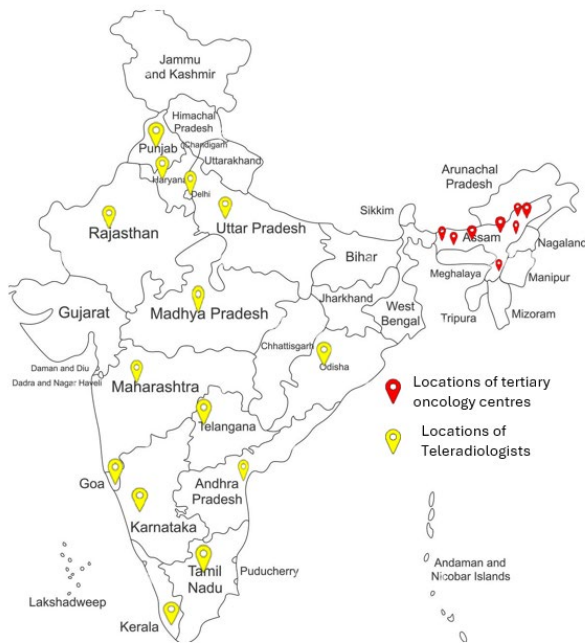 Jammu
and Kashmir
Himachal
Pradesh
Chandigarh
Punjab
Uttarakhand
Haryana
Delhi
Arunachal
Pradesh
Sikkim
Rajasthan
Uttar Pradesh
Assam
Nagaland
Bihar
Meghalaya
Manipur
Jharkhand
West
Bengal
Tripura
Mizoram
Gujarat
Madhya Pradesh
Chhattisgarh
Odisha
Daman and Diu
Dadra and Nagar Haveli
Maharashtra
Locations of tertiary
oncology centres
Telangana
Locations of
Teleradiologists
Goa
Andhra
Pradesh
Karnataka
Tamil
Nadu
Puducherry
Andaman and
Nicobar Islands
Lakshadweep
Kerala